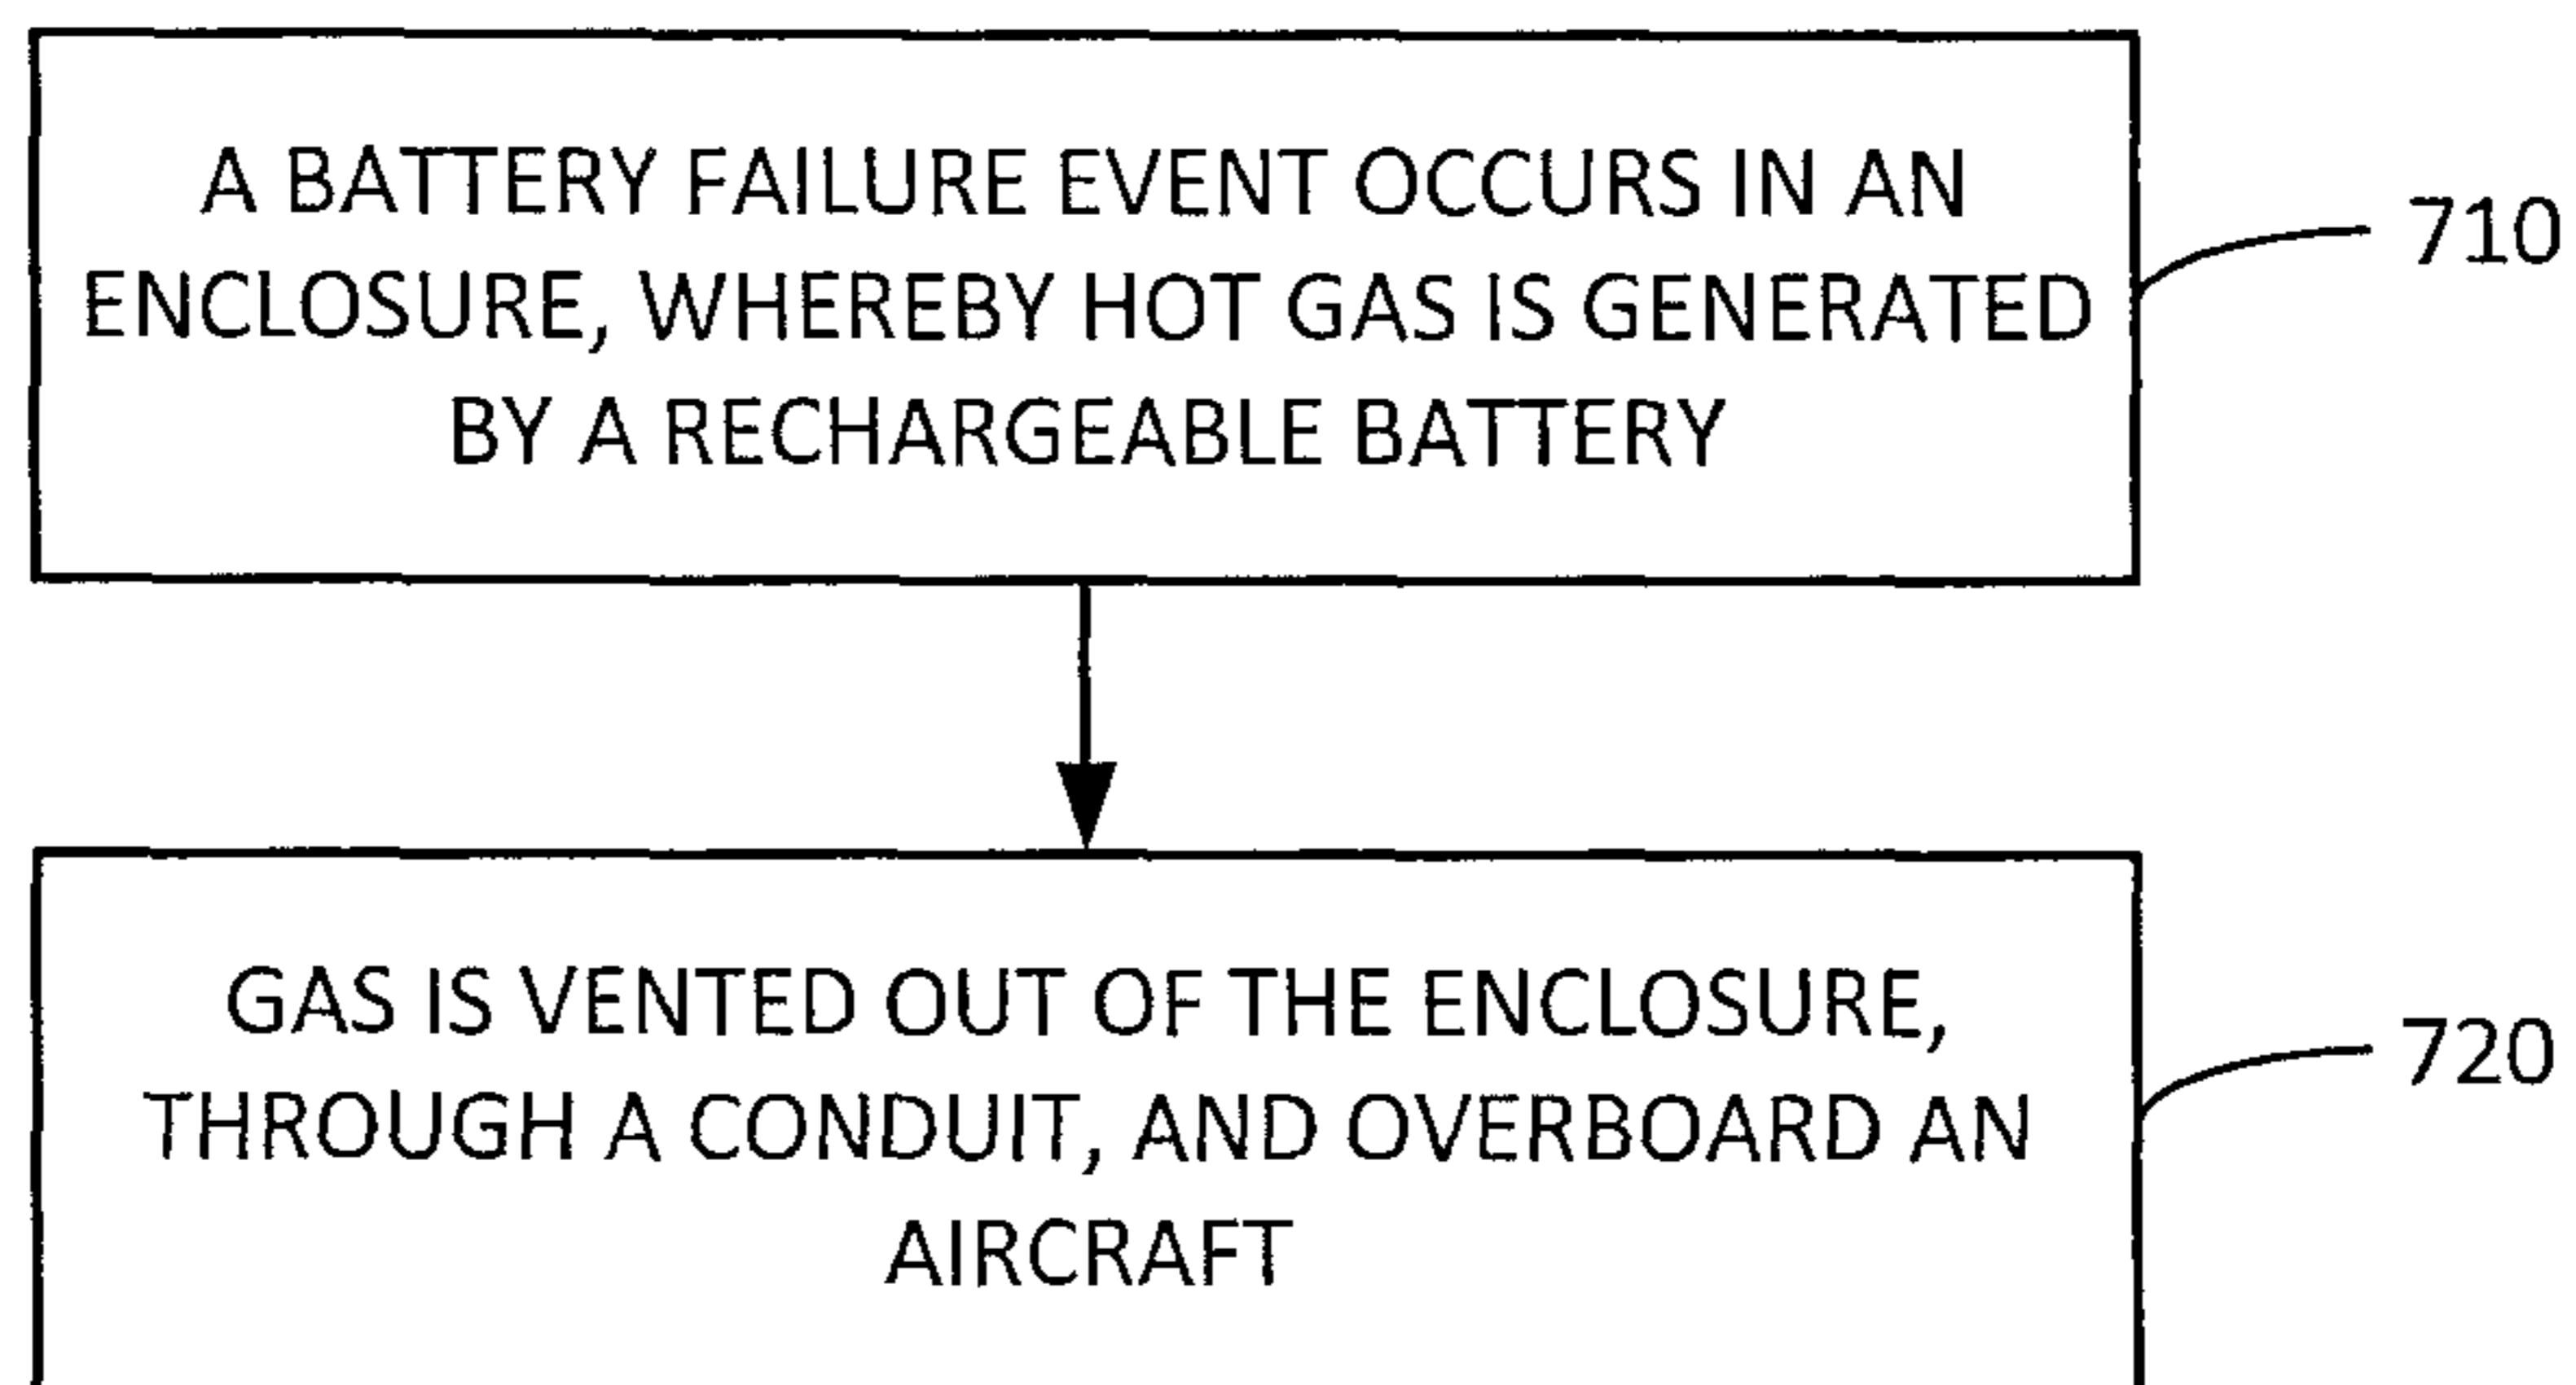 A BATTERY FAILURE EVENT OCCURS IN AN
ENCLOSURE, WHEREBY HOT GAS IS GENERATED
BY A RECHARGEABLE BATTERY
710
GAS IS VENTED OUT OF THE ENCLOSURE,
THROUGH A CONDUIT, AND OVERBOARD AN
AIRCRAFT
720